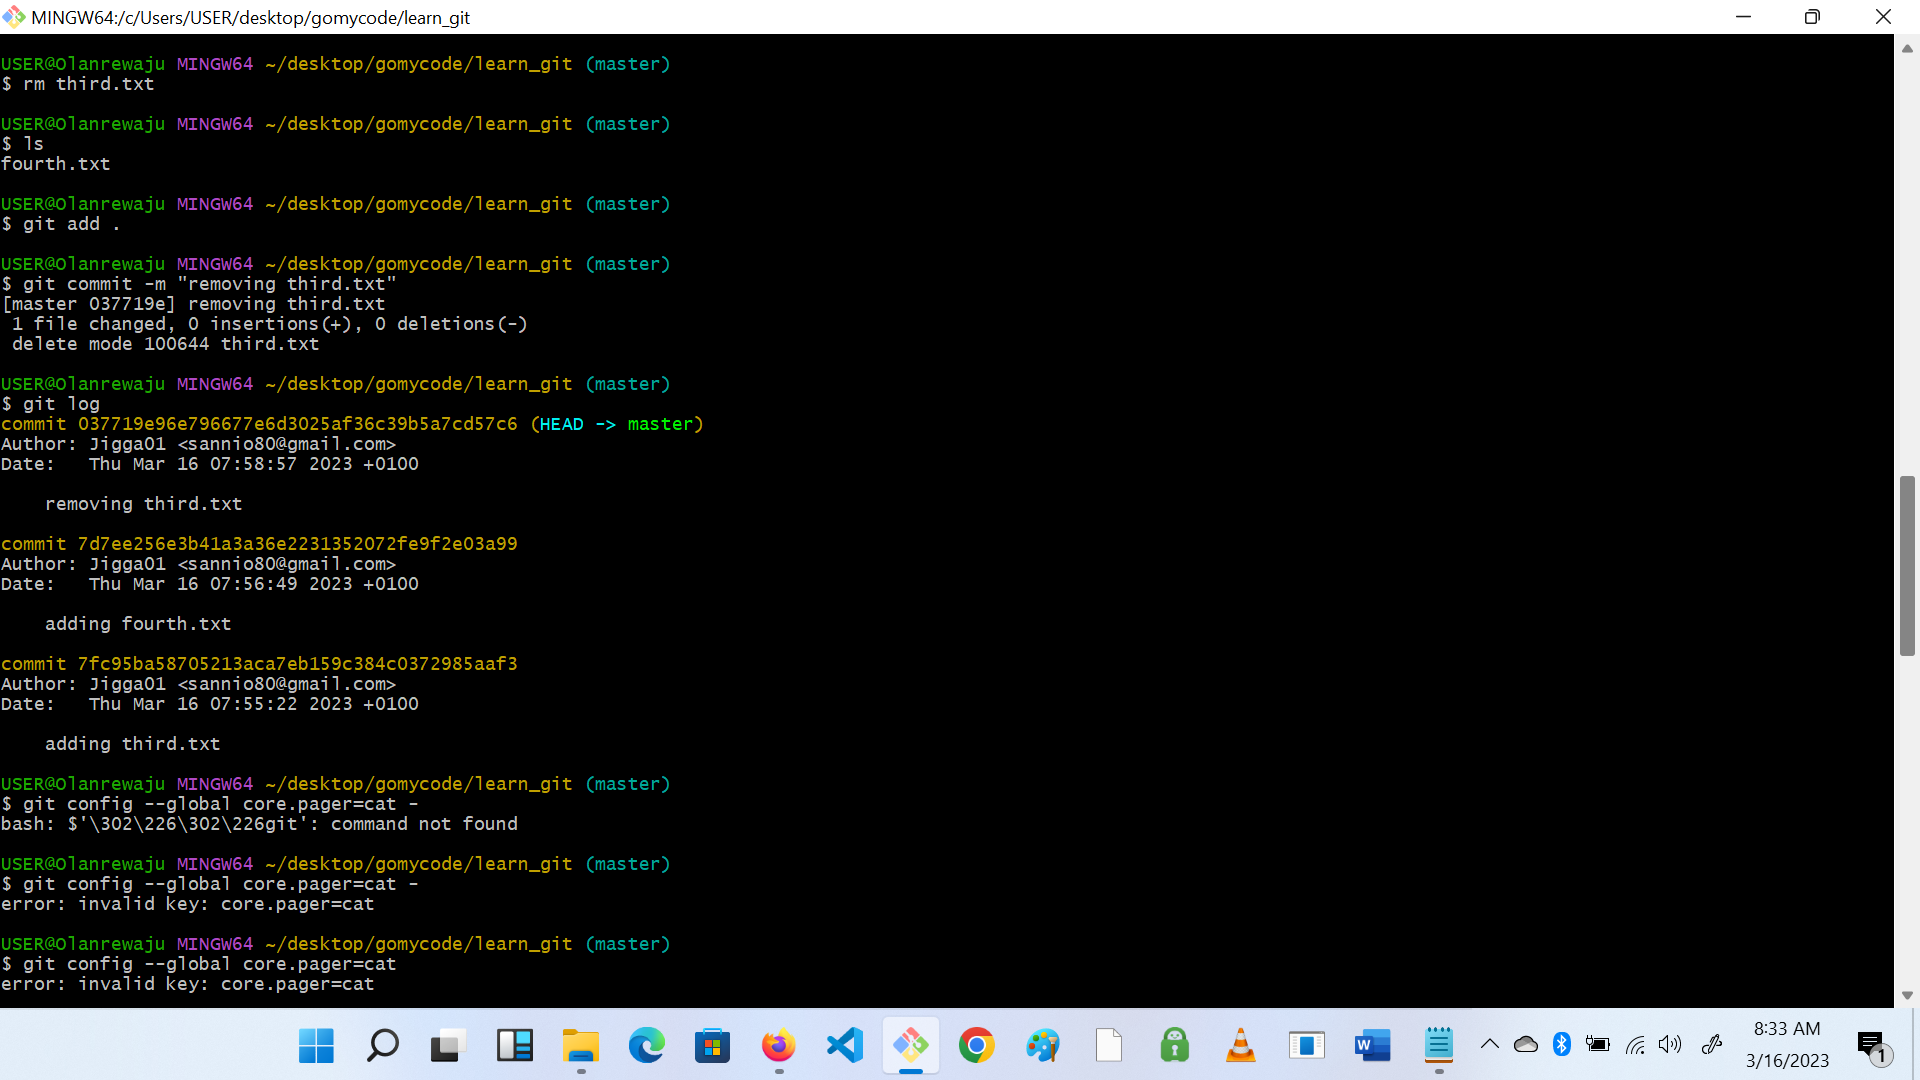 MINGW64:/c/Users/USER/desktop/gomycode/learn_git
USER@Olanrewaju MINGW64 ~/desktop/gomycode/learn_git (master)
$ rm third.txt
USER@Olanrewaju MINGW64 ~/desktop/gomycode/learn_git (master)
$ ls
fourth.txt
USER@Olanrewaju MINGW64 ~/desktop/gomycode/learn_git (master)
$ git add .
USER@Olanrewaju MINGW64 ~/desktop/gomycode/learn_git (master)
$ git commit -m "removing third.txt"
[master 037719e] removing third.txt
 1 file changed, 0 insertions(+), 0 deletions(-)
 delete mode 100644 third.txt
USER@Olanrewaju MINGW64 ~/desktop/gomycode/learn_git (master)
$ git log
commit 037719e96e796677e6d3025af36c39b5a7cd57c6 (HEAD -> master)
Author: Jigga01 <sannio80@gmail.com>
Date:   Thu Mar 16 07:58:57 2023 +0100
    removing third.txt
commit 7d7ee256e3b41a3a36e2231352072fe9f2e03a99
Author: Jigga01 <sannio80@gmail.com>
Date:   Thu Mar 16 07:56:49 2023 +0100
    adding fourth.txt
commit 7fc95ba58705213aca7eb159c384c0372985aaf3
Author: Jigga01 <sannio80@gmail.com>
Date:   Thu Mar 16 07:55:22 2023 +0100
    adding third.txt
USER@Olanrewaju MINGW64 ~/desktop/gomycode/learn_git (master)
$ git config --global core.pager=cat -
bash: $'\302\226\302\226git': command not found
USER@Olanrewaju MINGW64 ~/desktop/gomycode/learn_git (master)
$ git config --global core.pager=cat -
error: invalid key: core.pager=cat
USER@Olanrewaju MINGW64 ~/desktop/gomycode/learn_git (master)
$ git config --global core.pager=cat
error: invalid key: core.pager=cat
W
8:33 AM
3/16/2023
1